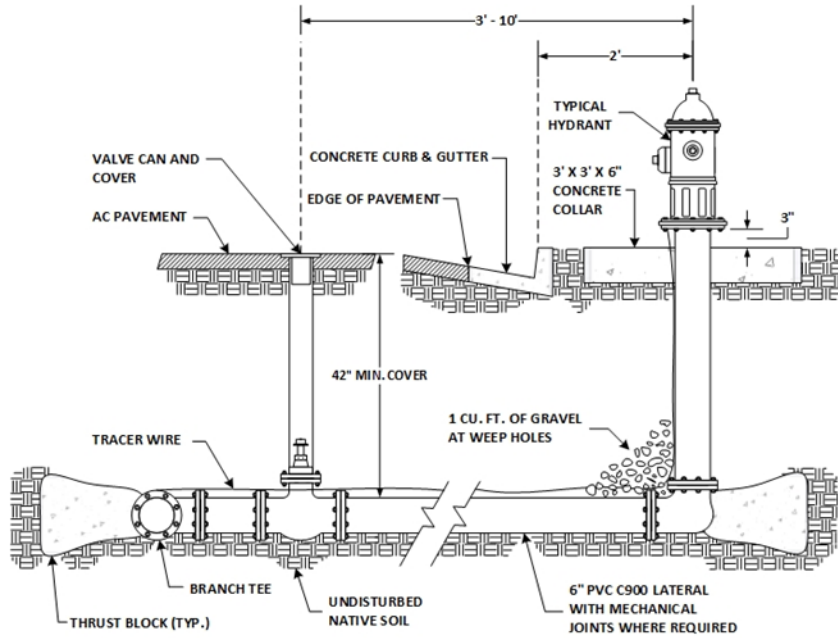 3' - 10'
2'
TYPICAL
HYDRANT
VALVE CAN AND
COVER
CONCRETE CURB & GUTTER
3' X 3' X 6"
CONCRETE
COLLAR
EDGE OF PAVEMENT
AC PAVEMENT
3"
42" MIN. COVER
1 CU. FT. OF GRAVEL
AT WEEP HOLES
TRACER WIRE
BRANCH TEE
THRUST BLOCK (TYP.)
UNDISTURBED
NATIVE SOIL
6" PVC C900 LATERAL
WITH MECHANICAL
JOINTS WHERE REQUIRED